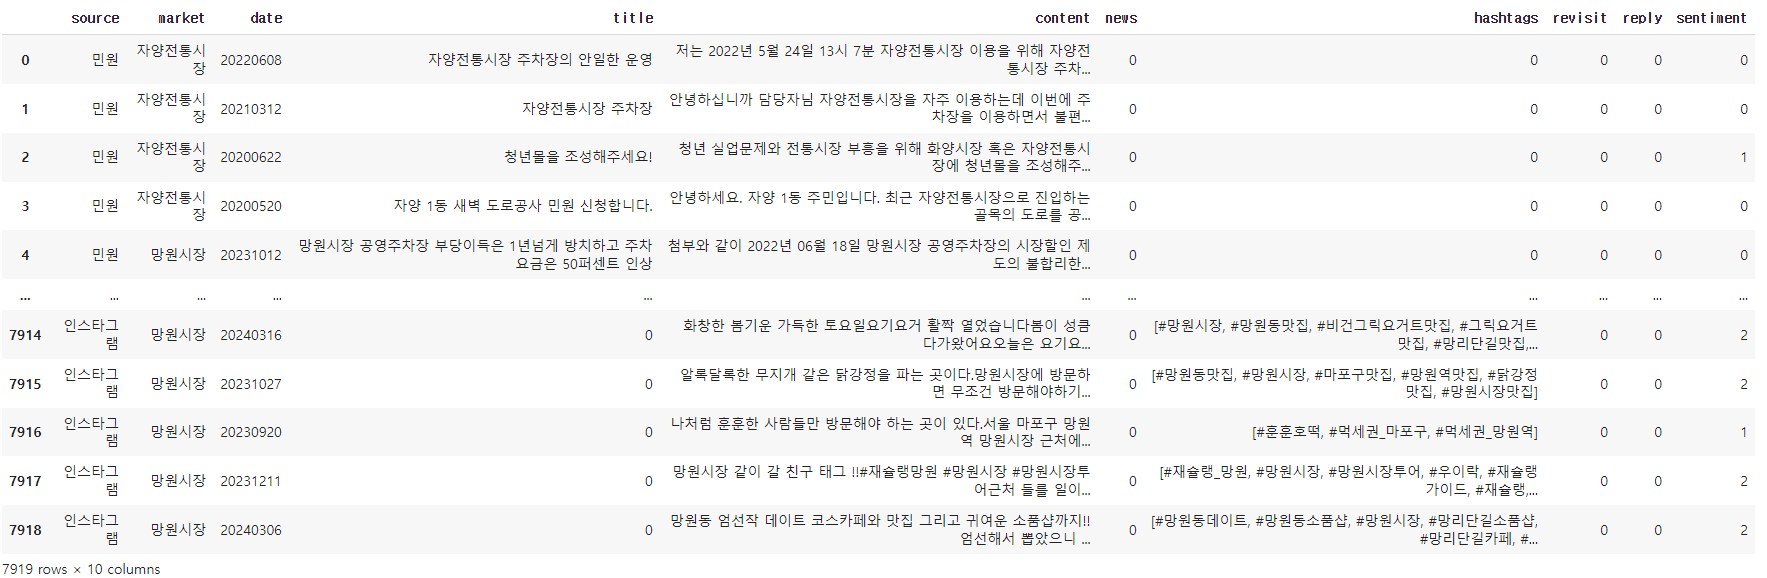 source market date title content news hashtags revisit reply sentiment
0 민원 자양전통시장 20220608 자양전통시장 주차장의 안일한 운영 저는 2022년 5월 24일 13시 7분 자양전통시장 이용을 위해 자양전통시장 주차... 0 0 0 0 0
1 민원 자양전통시장 20210312 자양전통시장 주차장 안녕하십니까 담당자님 자양전통시장을 자주 이용하는데 이번에 주차장을 이용하면서 불편... 0 0 0 0 0
2 민원 자양전통시장 20200622 청년몰을 조성해주세요! 청년 실업문제와 전통시장 부흥을 위해 화양시장 혹은 자양전통시장에 청년몰을 조성해주... 0 0 0 0 1
3 민원 자양전통시장 20200520 자양 1동 새벽 도로공사 민원 신청합니다. 안녕하세요. 자양 1동 주민입니다. 최근 자양전통시장으로 진입하는 골목의 도로를 공... 0 0 0 0 0
4 민원 망원시장 20231012 망원시장 공영주차장 부당이득은 1년넘게 방치하고 주차요금은 50퍼센트 인상 첨부와 같이 2022년 06월 18일 망원시장 공영주차장의 시장할인 제도의 불합리한... 0 0 0 0 0
... ... ... ... ... ... ... ... ... ... ...
7914 인스타그램 망원시장 20240316 0 화창한 봄기운 가득한 토요일요기요거 활짝 열었습니다봄이 성큼 다가왔어요오늘은 요기요... 0 [#망원시장, #망원동맛집, #비건그릭요거트맛집, #그릭요거트맛집, #망리단길맛집,... 0 0 2
7915 인스타그램 망원시장 20231027 0 알록달록한 무지개 같은 닭강정을 파는 곳이다.망원시장에 방문하면 무조건 방문해야하기... 0 [#망원동맛집, #망원시장, #마포구맛집, #망원역맛집, #닭강정맛집, #망원시장맛집] 0 0 2
7916 인스타그램 망원시장 20230920 0 나처럼 훈훈한 사람들만 방문해야 하는 곳이 있다.서울 마포구 망원역 망원시장 근처에... 0 [#훈훈호떡, #먹세권_마포구, #먹세권_망원역] 0 0 1
7917 인스타그램 망원시장 20231211 0 망원시장 같이 갈 친구 태그 !!#재슐랭망원 #망원시장 #망원시장투어근처 들를 일이... 0 [#재슐랭_망원, #망원시장, #망원시장투어, #우이락, #재슐랭가이드, #재슐랭,... 0 0 2
7918 인스타그램 망원시장 20240306 0 망원동 엄선작 데이트 코스카페와 맛집 그리고 귀여운 소품샵까지!!엄선해서 뽑았으니 ... 0 [#망원동데이트, #망원동소품샵, #망원시장, #망리단길소품샵, #망리단길카페, #... 0 0 2
7919 rows × 10 columns